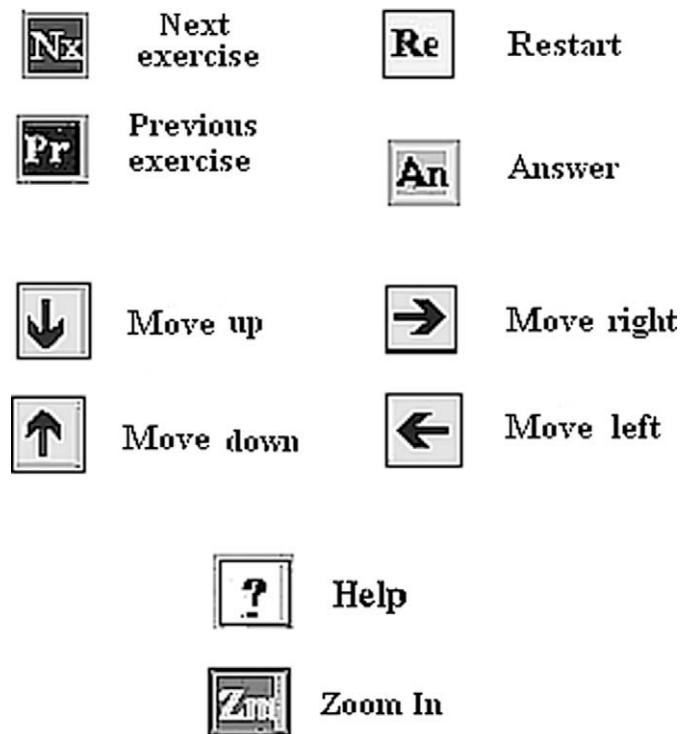 Nx Next exercise
Re Restart
Pr Previous exercise
An Answer
Move up
Move right
Move down
Move left
? Help
Zm Zoom In